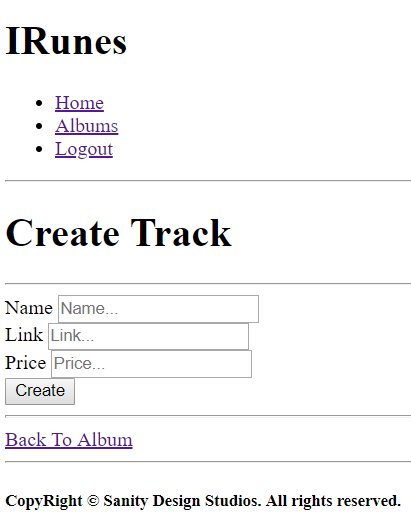 IRunes
Home
Albums
Logout
Create Track
Name Name...
Link Link...
Price Price...
Create
Back To Album
CopyRight © Sanity Design Studios. All rights reserved.